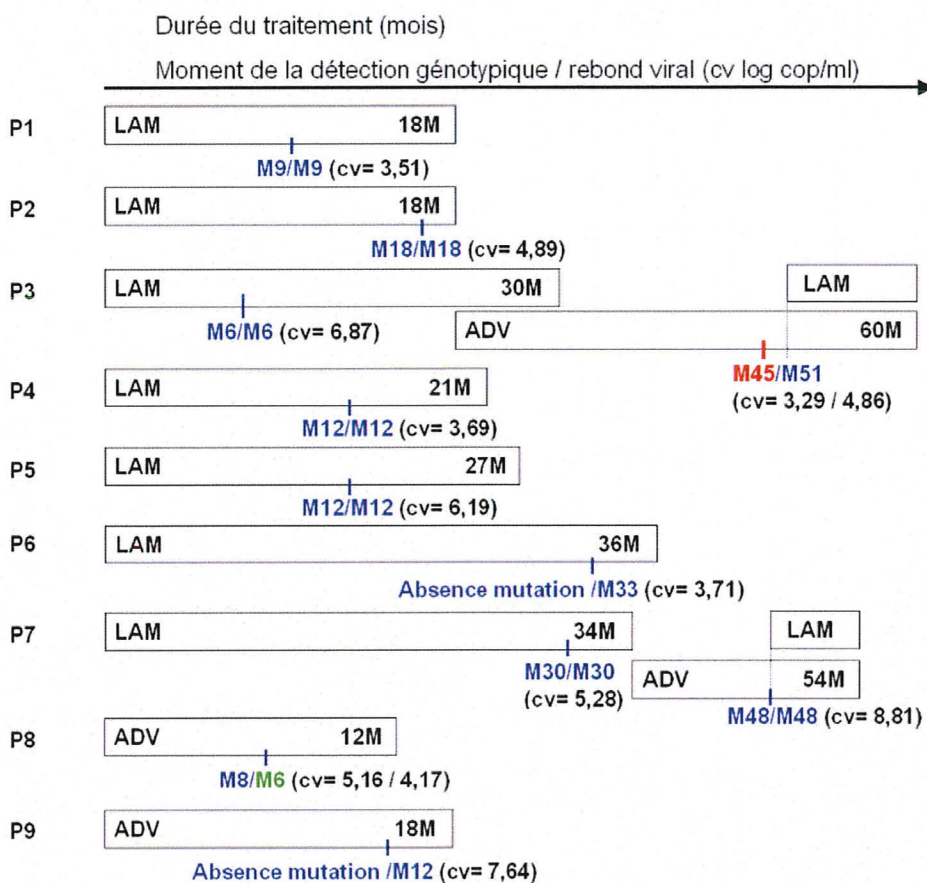 Durée du traitement (mois)
Moment de la détection génotypique / rebond viral (cv log cop/ml)
P1 LAM 18M
M9/M9 (cv= 3,51)
P2 LAM 18M
M18/M18 (cv= 4,89)
P3 LAM 30M LAM
M6/M6 (cv= 6,87) ADV 60M
M45/M51
(cv= 3,29 / 4,86)
P4 LAM 21M
M12/M12 (cv= 3,69)
P5 LAM 27M
M12/M12 (cv= 6,19)
P6 LAM 36M
Absence mutation /M33 (cv= 3,71)
P7 LAM 34M LAM
M30/M30
(cv= 5,28)
ADV 54M
M48/M48 (cv= 8,81)
P8 ADV 12M
M8/M6 (cv= 5,16 / 4,17)
P9 ADV 18M
Absence mutation /M12 (cv= 7,64)